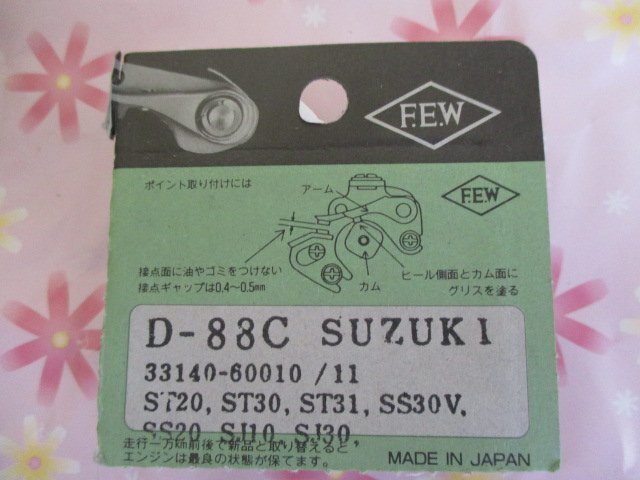 F.E.W
ポイント取り付けには
アーム
F.E.W
接点面に油やゴミをつけない
接点ギャップは0.4〜0.5mm
カム
ヒール側面とカム面に
グリスを塗る
D-88C SUZUKI
33140-60010 /11
ST20, ST30, ST31, SS30V,
SS20, SJ10, SJ30,
走行一万粁前後で新品と取り替えると
エンジンは最良の状態が保てます。
MADE IN JAPAN